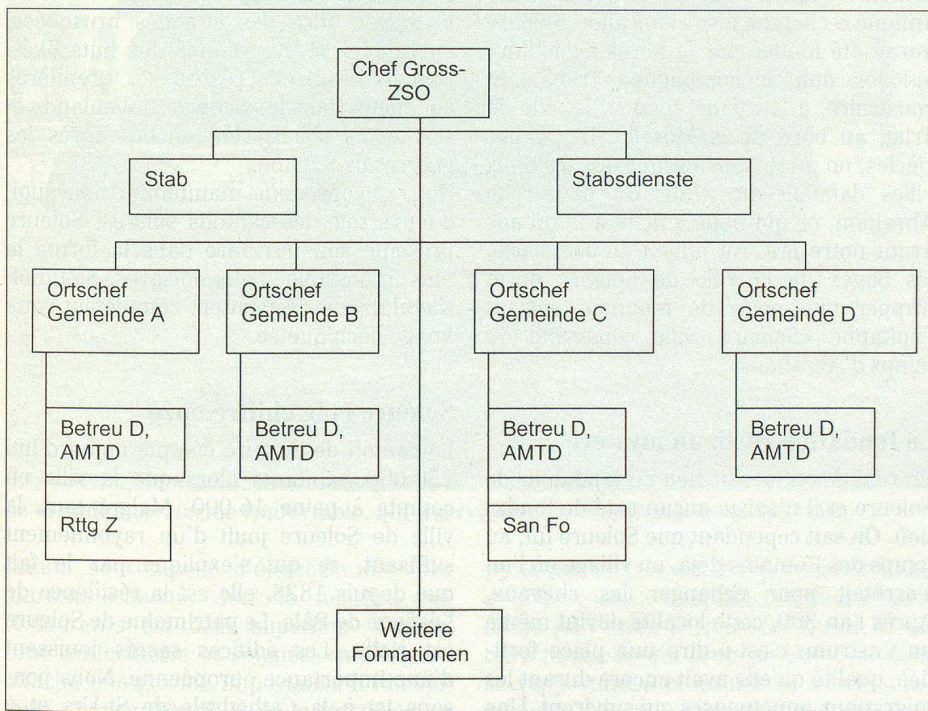 Chef Gross-
ZSO
Stab
Stabsdienste
Ortschef
Gemeinde A
Ortschef
Gemeinde B
Ortschef
Gemeinde C
Ortschef
Gemeinde D
Betreu D,
AMTD
Betreu D,
AMTD
Betreu D,
AMTD
Betreu D,
AMTD
Rttg Z
San Fo
Weitere
Formationen